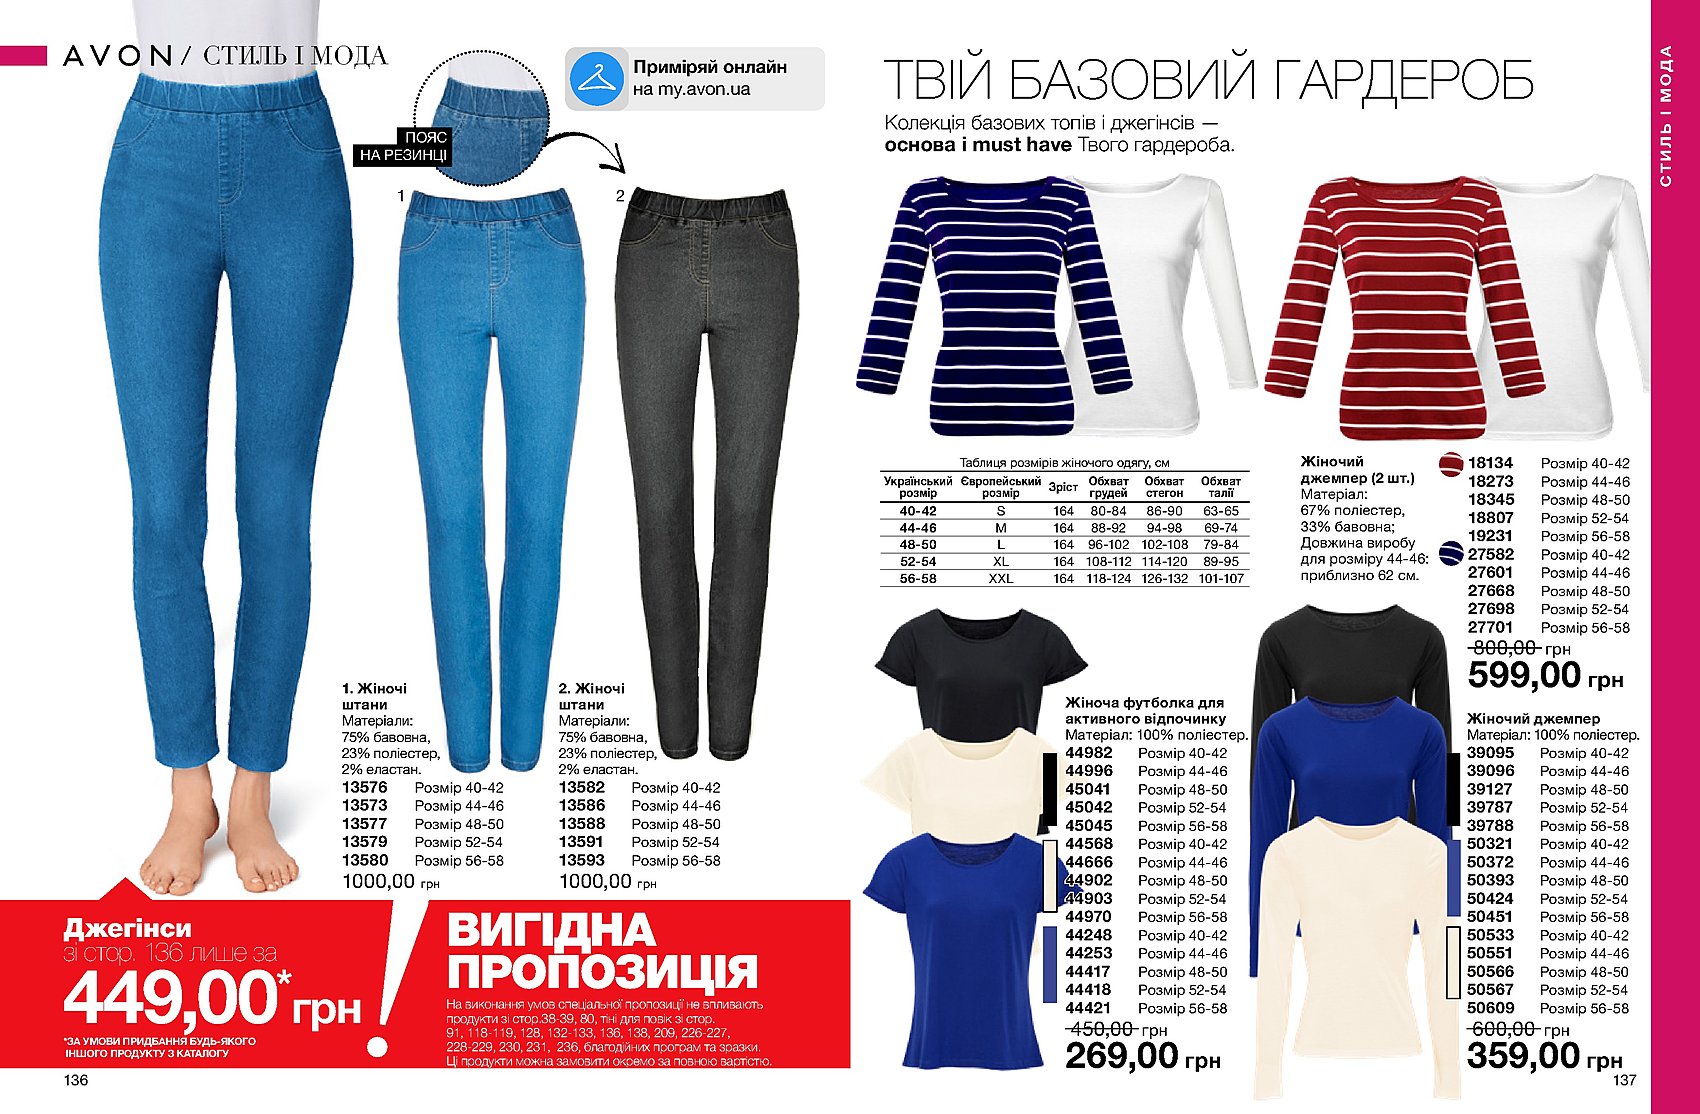 AVON / СТИЛЬ І МОДА
ПОЯС
НА РЕЗИНЦІ
Приміряй онлайн
на my.avon.ua
1
2
1. Жіночі
штани
Матеріали:
75% бавовна,
23% поліестер,
2% еластан.
13576 Розмір 40-42
13573 Розмір 44-46
13577 Розмір 48-50
13579 Розмір 52-54
13580 Розмір 56-58
1000,00 грн
2. Жіночі
штани
Матеріали:
75% бавовна,
23% поліестер,
2% еластан.
13582 Розмір 40-42
13586 Розмір 44-46
13588 Розмір 48-50
13591 Розмір 52-54
13593 Розмір 56-58
1000,00 грн
Джегінси
зі стор. 136 лише за
449,00* грн
*ЗА УМОВИ ПРИДБАННЯ БУДЬ-ЯКОГО
ІНШОГО ПРОДУКТУ З КАТАЛОГУ
!
ВИГІДНА
ПРОПОЗИЦІЯ
На виконання умов спеціальної пропозиції не впливають
продукти зі стор.38-39, 80, тіні для повік зі стор.
91, 118-119, 128, 132-133, 136, 138, 209, 226-227,
228-229, 230, 231, 236, благодійних програм та зразки.
Ці продукти можна замовити окремо за повною вартістю.
136
ТВІЙ БАЗОВИЙ ГАРДЕРОБ
Колекція базових топів і джегінсів —
основа і must have Твого гардероба.
СТИЛЬ І МОДА
Таблиця розмірів жіночого одягу, см
Український розмір Європейський розмір Зріст Обхват грудей Обхват стегон Обхват талії
40-42 S 164 80-84 86-90 63-65
44-46 M 164 88-92 94-98 69-74
48-50 L 164 96-102 102-108 79-84
52-54 XL 164 108-112 114-120 89-95
56-58 XXL 164 118-124 126-132 101-107
Жіночий
джемпер (2 шт.)
Матеріал:
67% поліестер,
33% бавовна;
Довжина виробу
для розміру 44-46:
приблизно 62 см.
18134 Розмір 40-42
18273 Розмір 44-46
18345 Розмір 48-50
18807 Розмір 52-54
19231 Розмір 56-58
27582 Розмір 40-42
27601 Розмір 44-46
27668 Розмір 48-50
27698 Розмір 52-54
27701 Розмір 56-58
800,00 грн
599,00 грн
Жіноча футболка для
активного відпочинку
Матеріал: 100% поліестер.
44982 Розмір 40-42
44996 Розмір 44-46
45041 Розмір 48-50
45042 Розмір 52-54
45045 Розмір 56-58
44568 Розмір 40-42
44666 Розмір 44-46
44902 Розмір 48-50
44903 Розмір 52-54
44970 Розмір 56-58
44248 Розмір 40-42
44253 Розмір 44-46
44417 Розмір 48-50
44418 Розмір 52-54
44421 Розмір 56-58
450,00 грн
269,00 грн
Жіночий джемпер
Матеріал: 100% поліестер.
39095 Розмір 40-42
39096 Розмір 44-46
39127 Розмір 48-50
39787 Розмір 52-54
39788 Розмір 56-58
50321 Розмір 40-42
50372 Розмір 44-46
50393 Розмір 48-50
50424 Розмір 52-54
50451 Розмір 56-58
50533 Розмір 40-42
50551 Розмір 44-46
50566 Розмір 48-50
50567 Розмір 52-54
50609 Розмір 56-58
600,00 грн
359,00 грн
137